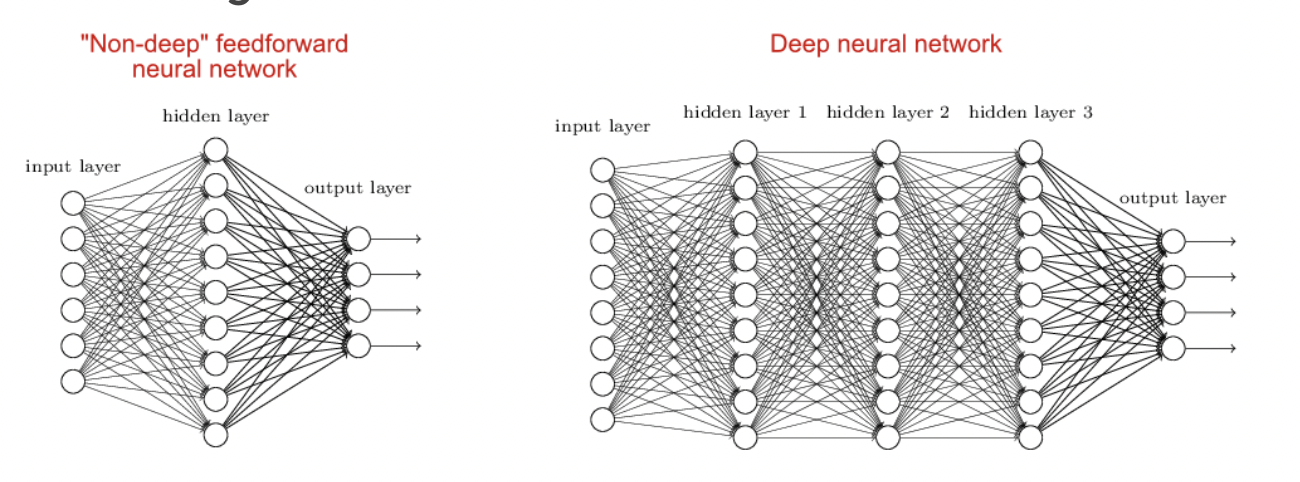 "Non-deep" feedforward
neural network
hidden layer
input layer
output layer
Deep neural network
hidden layer 1
hidden layer 2
hidden layer 3
input layer
output layer